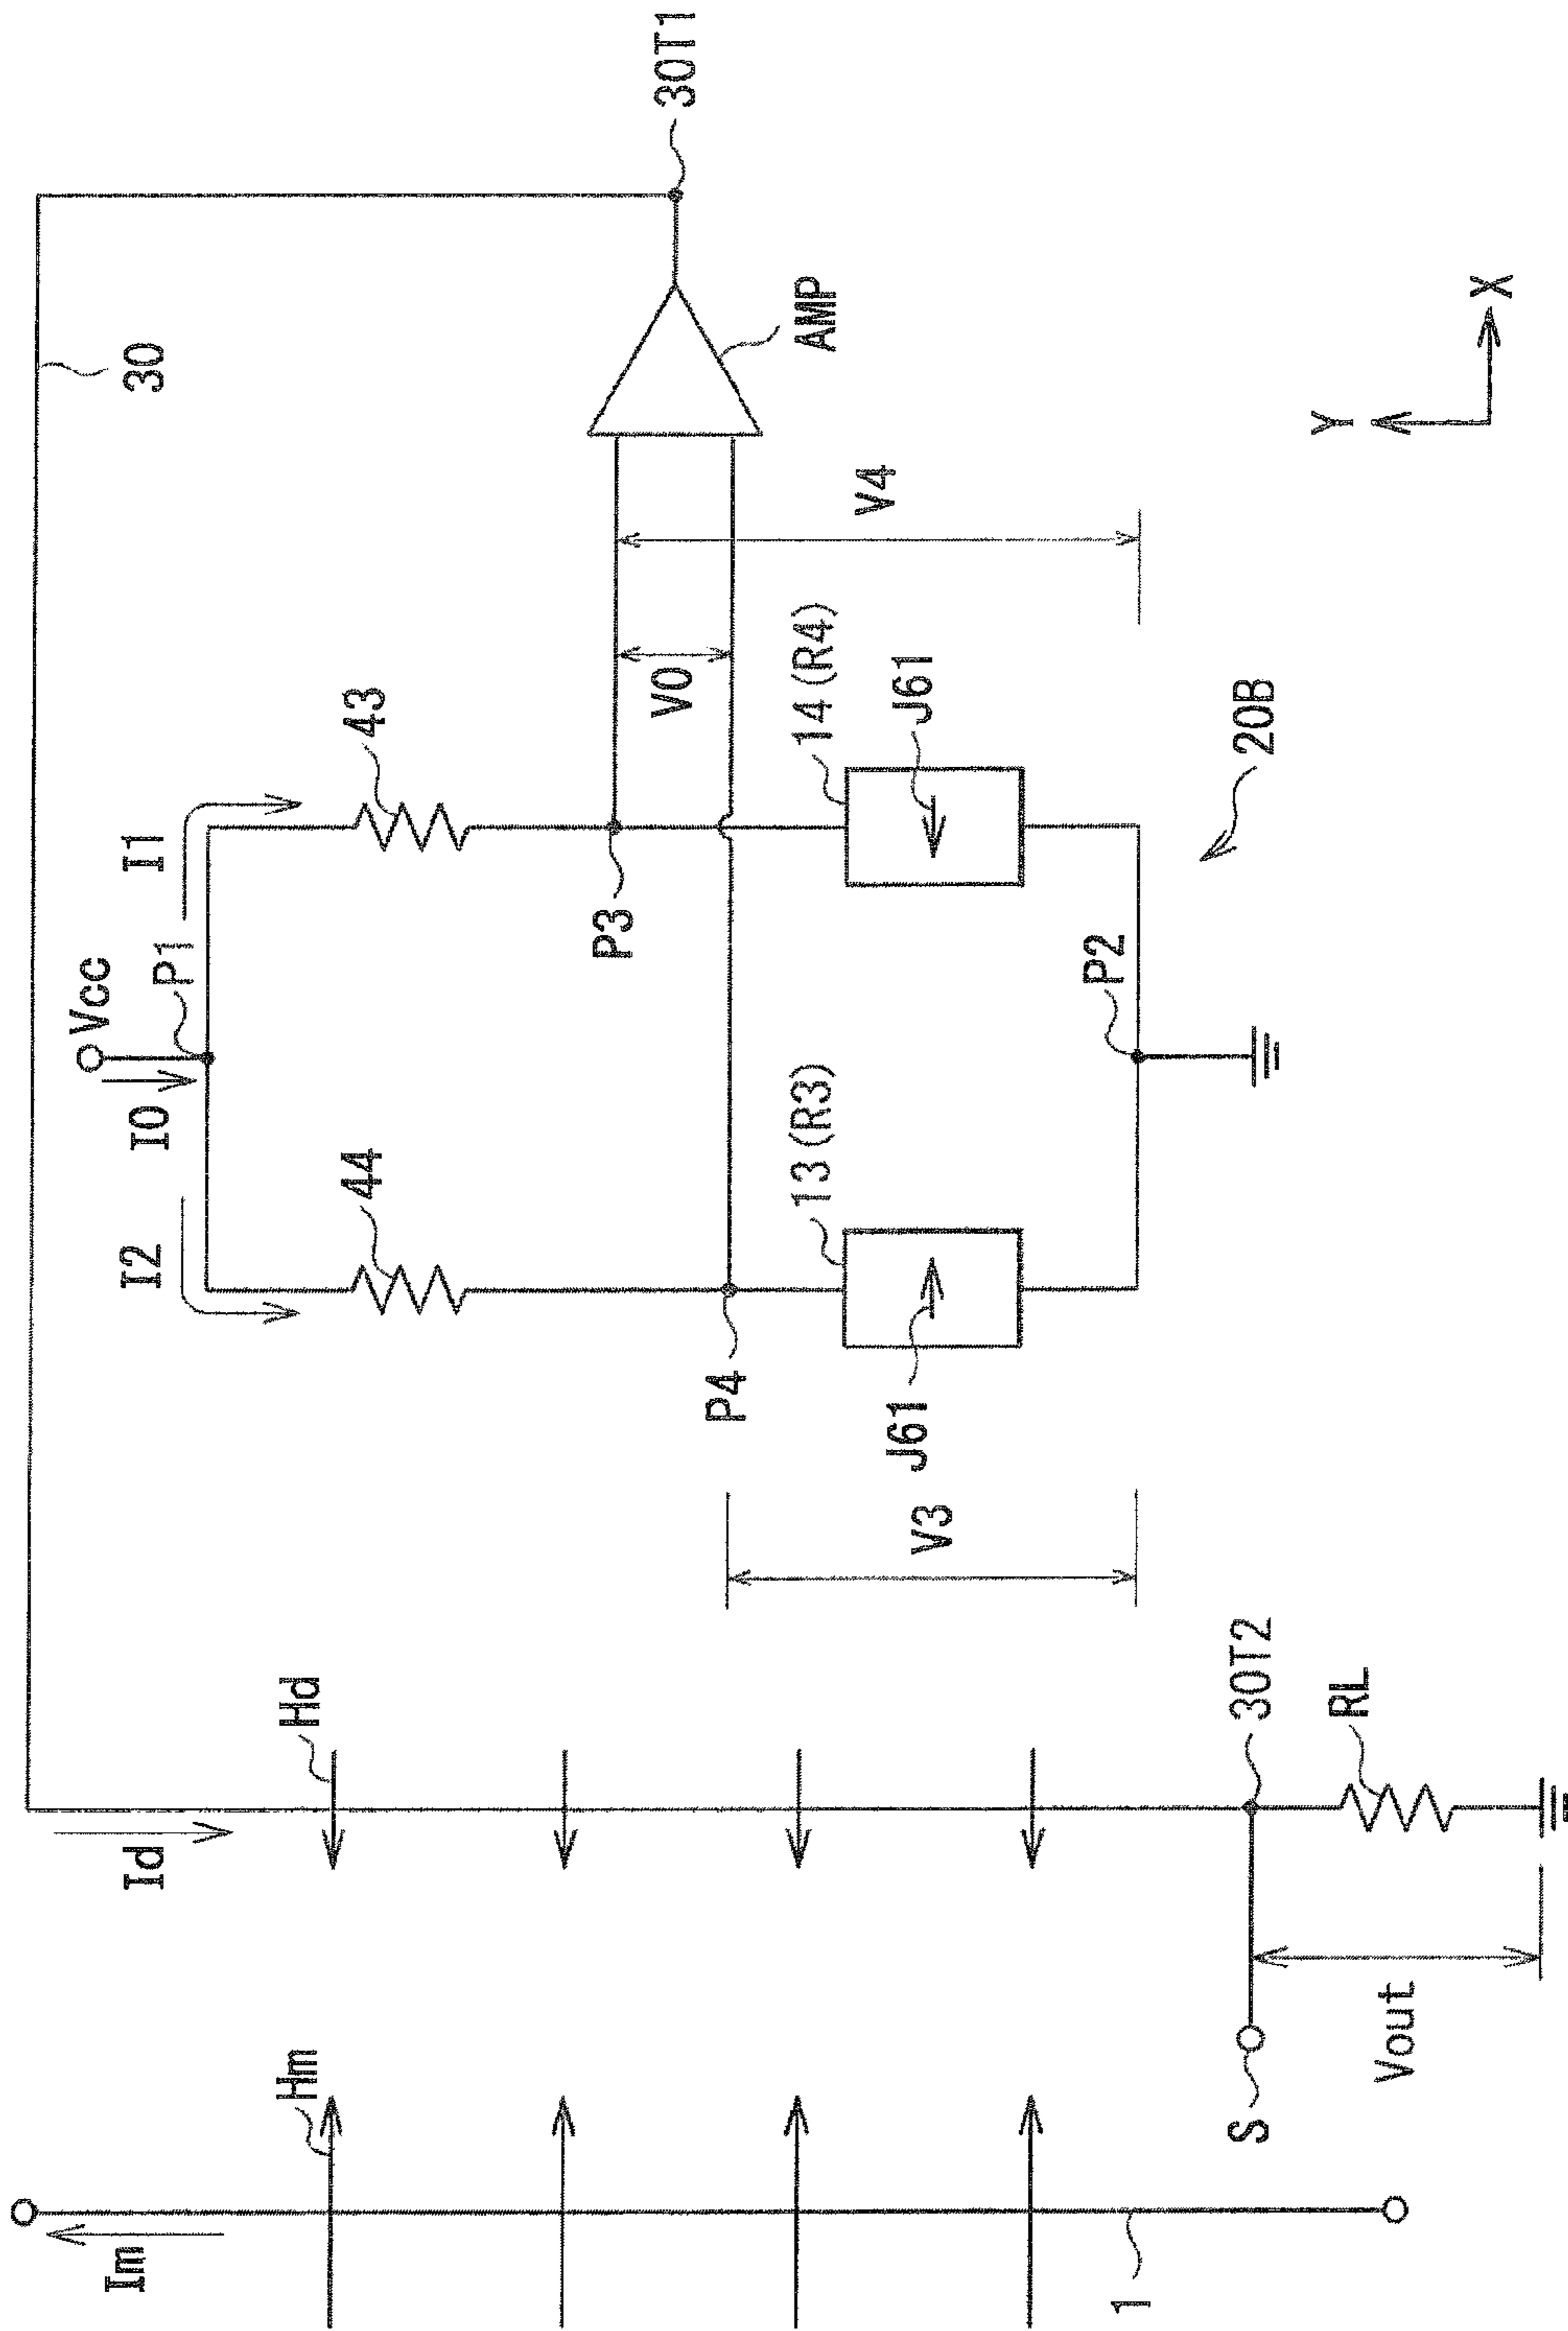 30
Vcc
I0
P1
I1
I2
43
44
P3
P4
V0
V4
V3
AMP
30T1
13 (R3)
14 (R4)
J61
J61
P2
20B
Y
X
Im
Hm
1
Id
Hd
S
30T2
RL
Vout